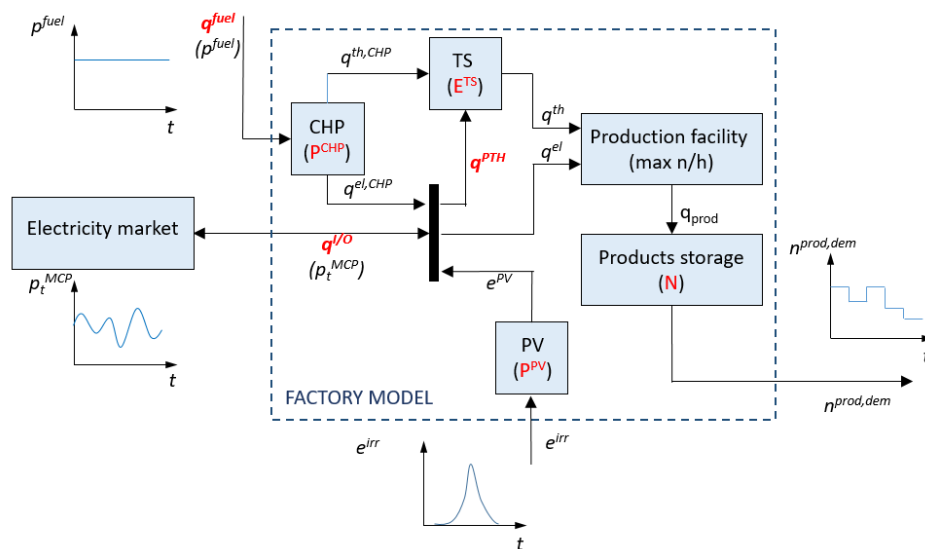 p^fuel
t
q^fuel
(p^fuel)
q^th,CHP
TS
(E^TS)
CHP
(P^CHP)
q^th
q^el
Production facility
(max n/h)
q^PTH
q^el,CHP
Electricity market
q^I/O
(p_t^MCP)
q_prod
Products storage
(N)
n^prod,dem
t
p_t^MCP
t
e^PV
PV
(P^PV)
FACTORY MODEL
n^prod,dem
e^irr
e^irr
t